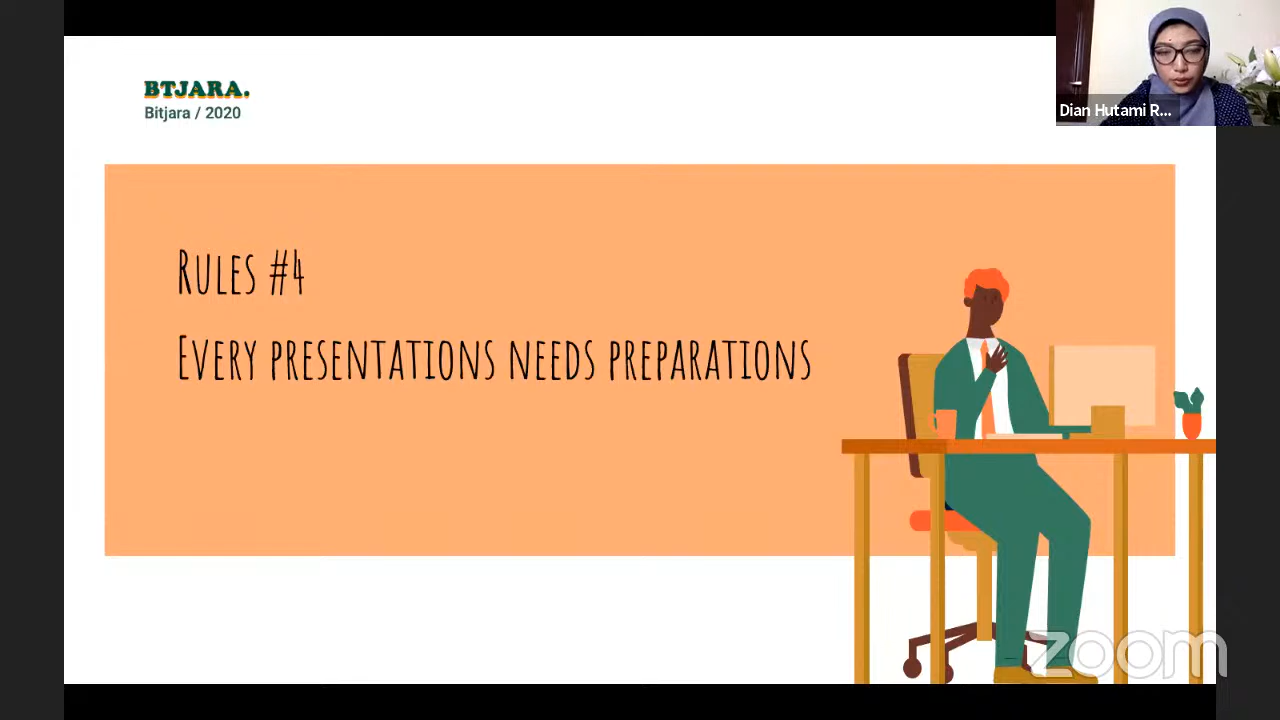 BTJARA.
Bitjara / 2020
Dian Hutami R...
Rules #4
Every presentations needs preparations
zoom